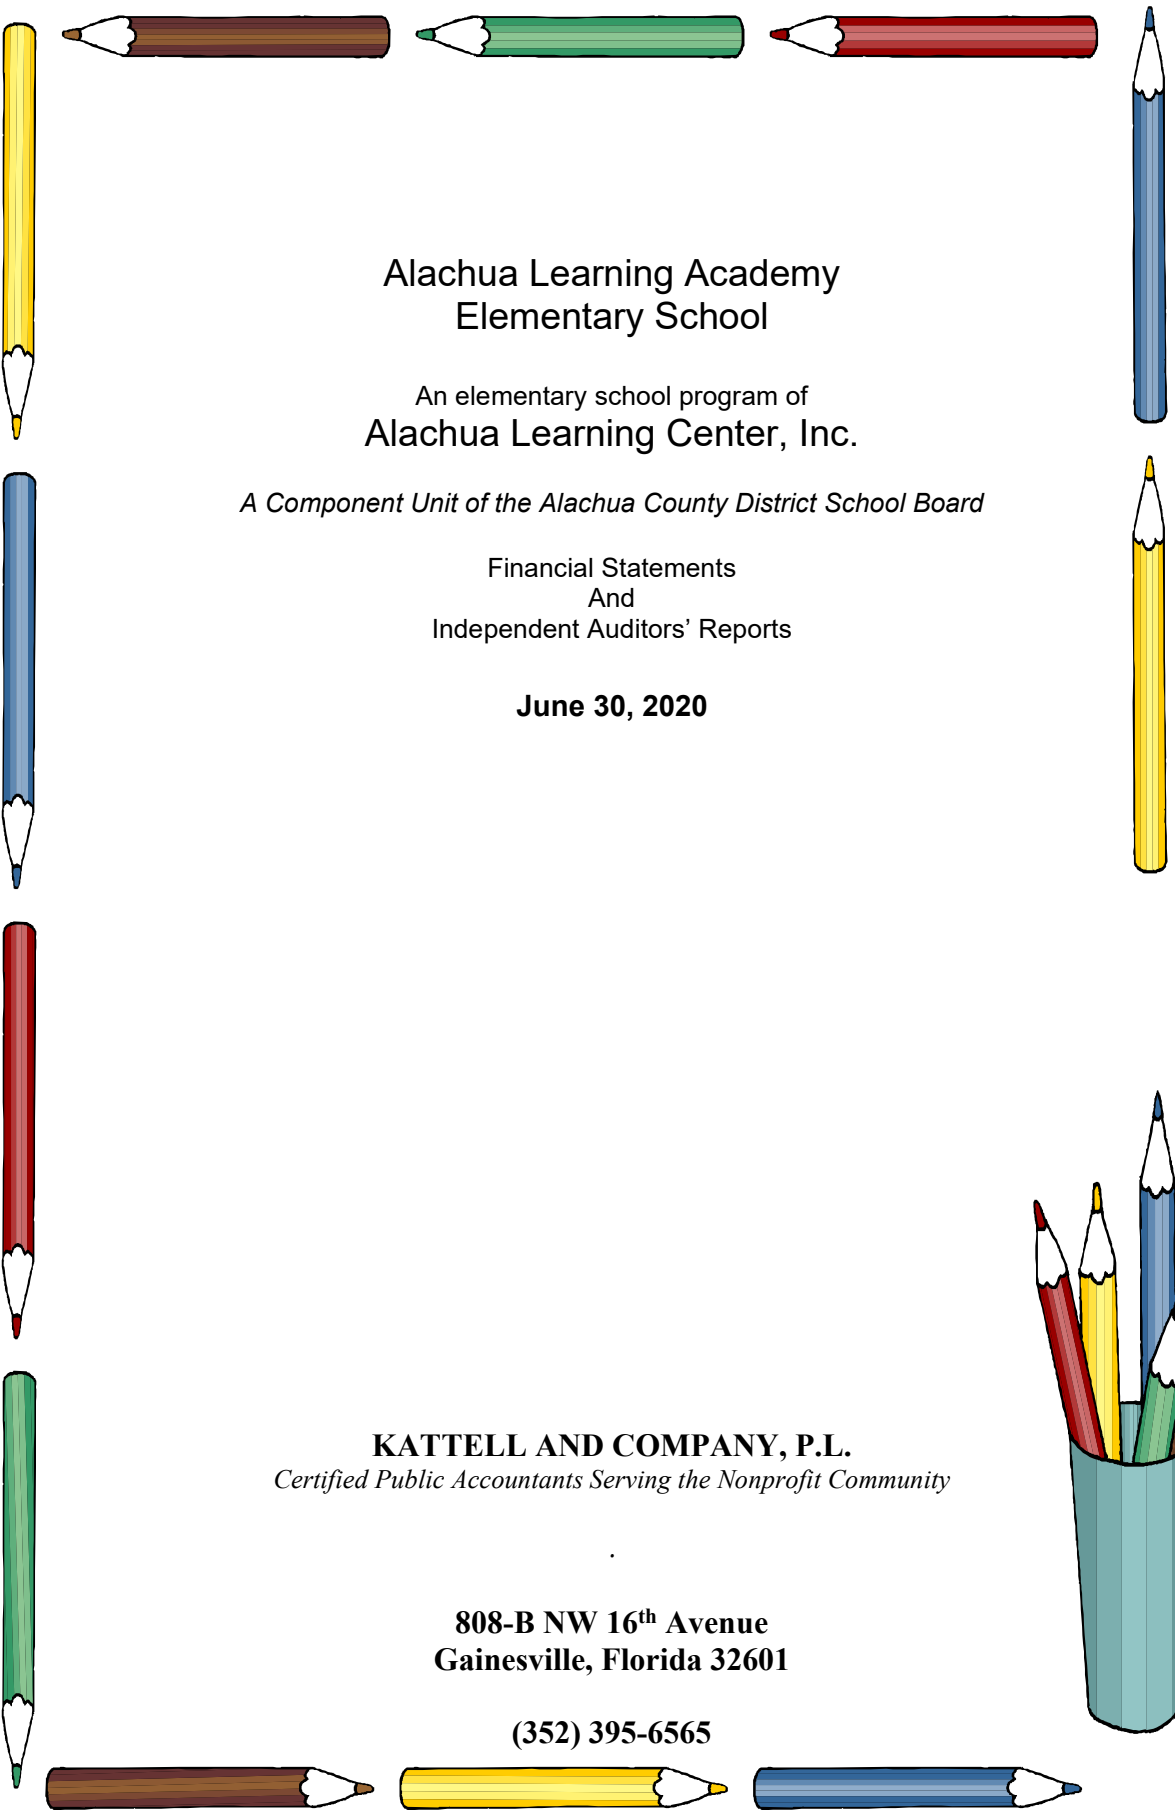 Alachua Learning Academy
Elementary School
An elementary school program of
Alachua Learning Center, Inc.
A Component Unit of the Alachua County District School Board
Financial Statements
And
Independent Auditors’ Reports
June 30, 2020
KATTELL AND COMPANY, P.L.
Certified Public Accountants Serving the Nonprofit Community
.
808-B NW 16th Avenue
Gainesville, Florida 32601
(352) 395-6565